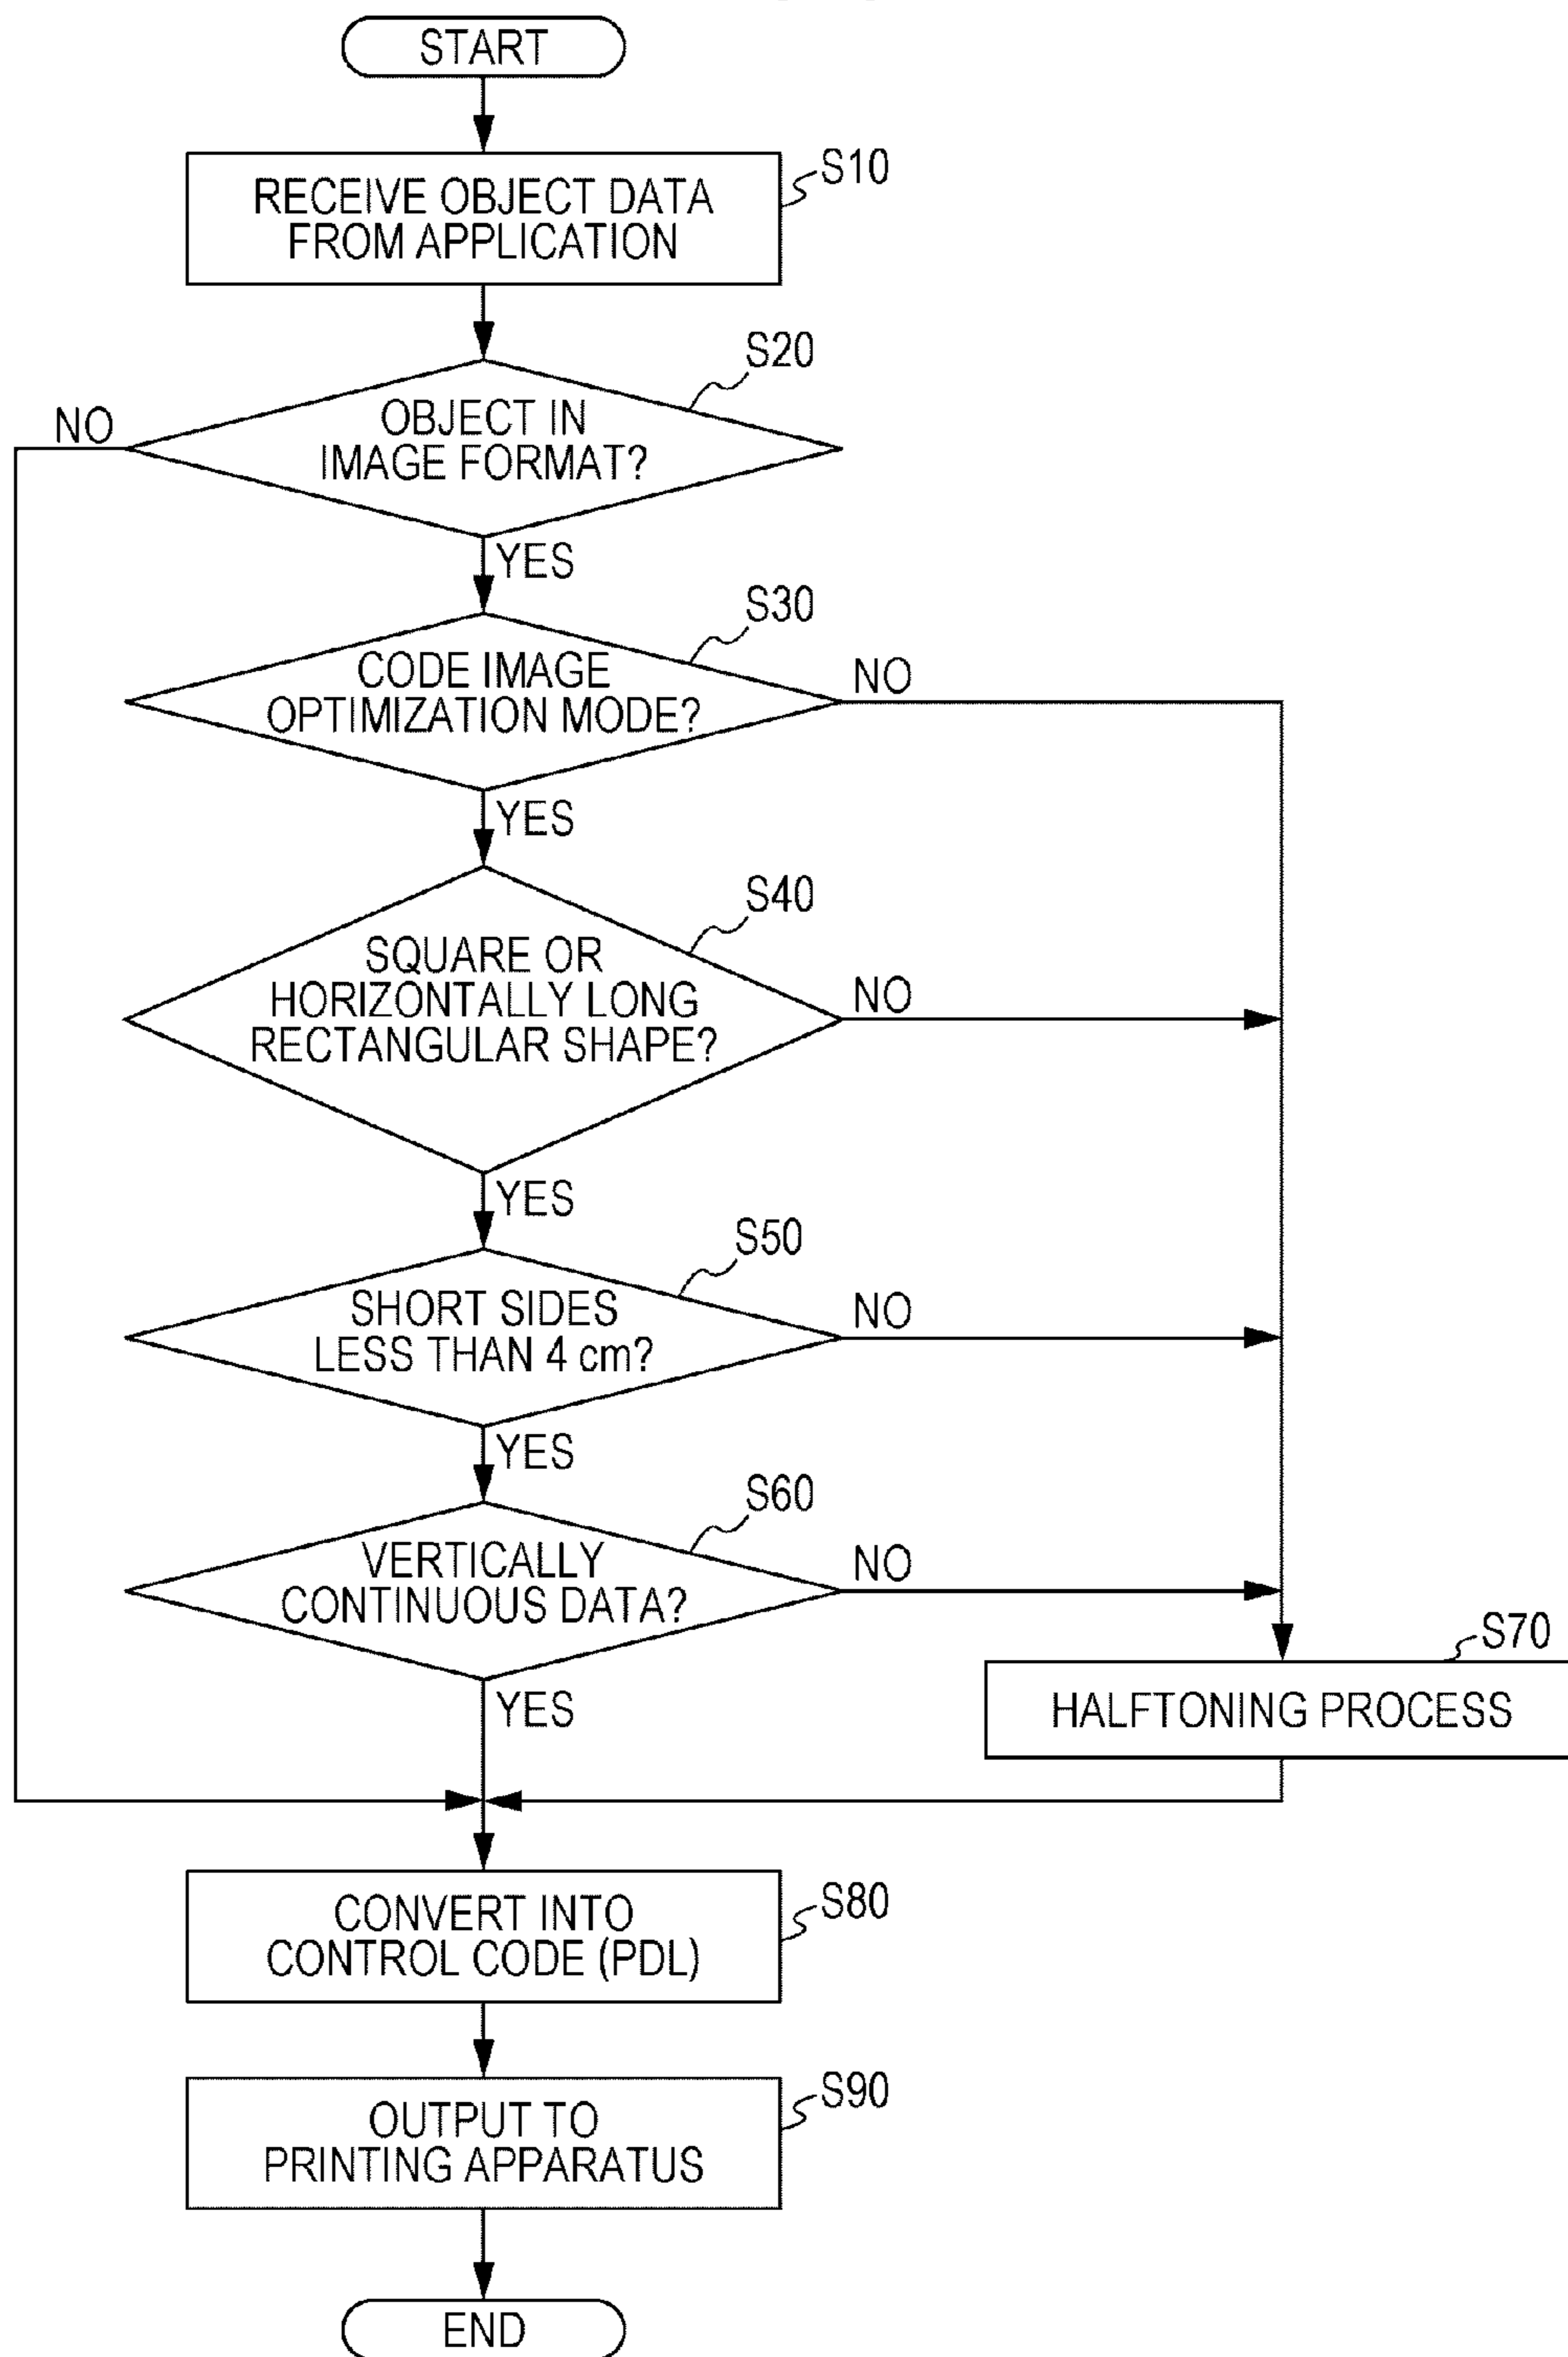 START
S10
RECEIVE OBJECT DATA
FROM APPLICATION
S20
NO
OBJECT IN
IMAGE FORMAT?
YES
S30
CODE IMAGE
OPTIMIZATION MODE?
NO
YES
S40
SQUARE OR
HORIZONTALLY LONG
RECTANGULAR SHAPE?
NO
YES
S50
SHORT SIDES
LESS THAN 4 cm?
NO
YES
S60
VERTICALLY
CONTINUOUS DATA?
NO
YES
S70
HALFTONING PROCESS
S80
CONVERT INTO
CONTROL CODE (PDL)
S90
OUTPUT TO
PRINTING APPARATUS
END